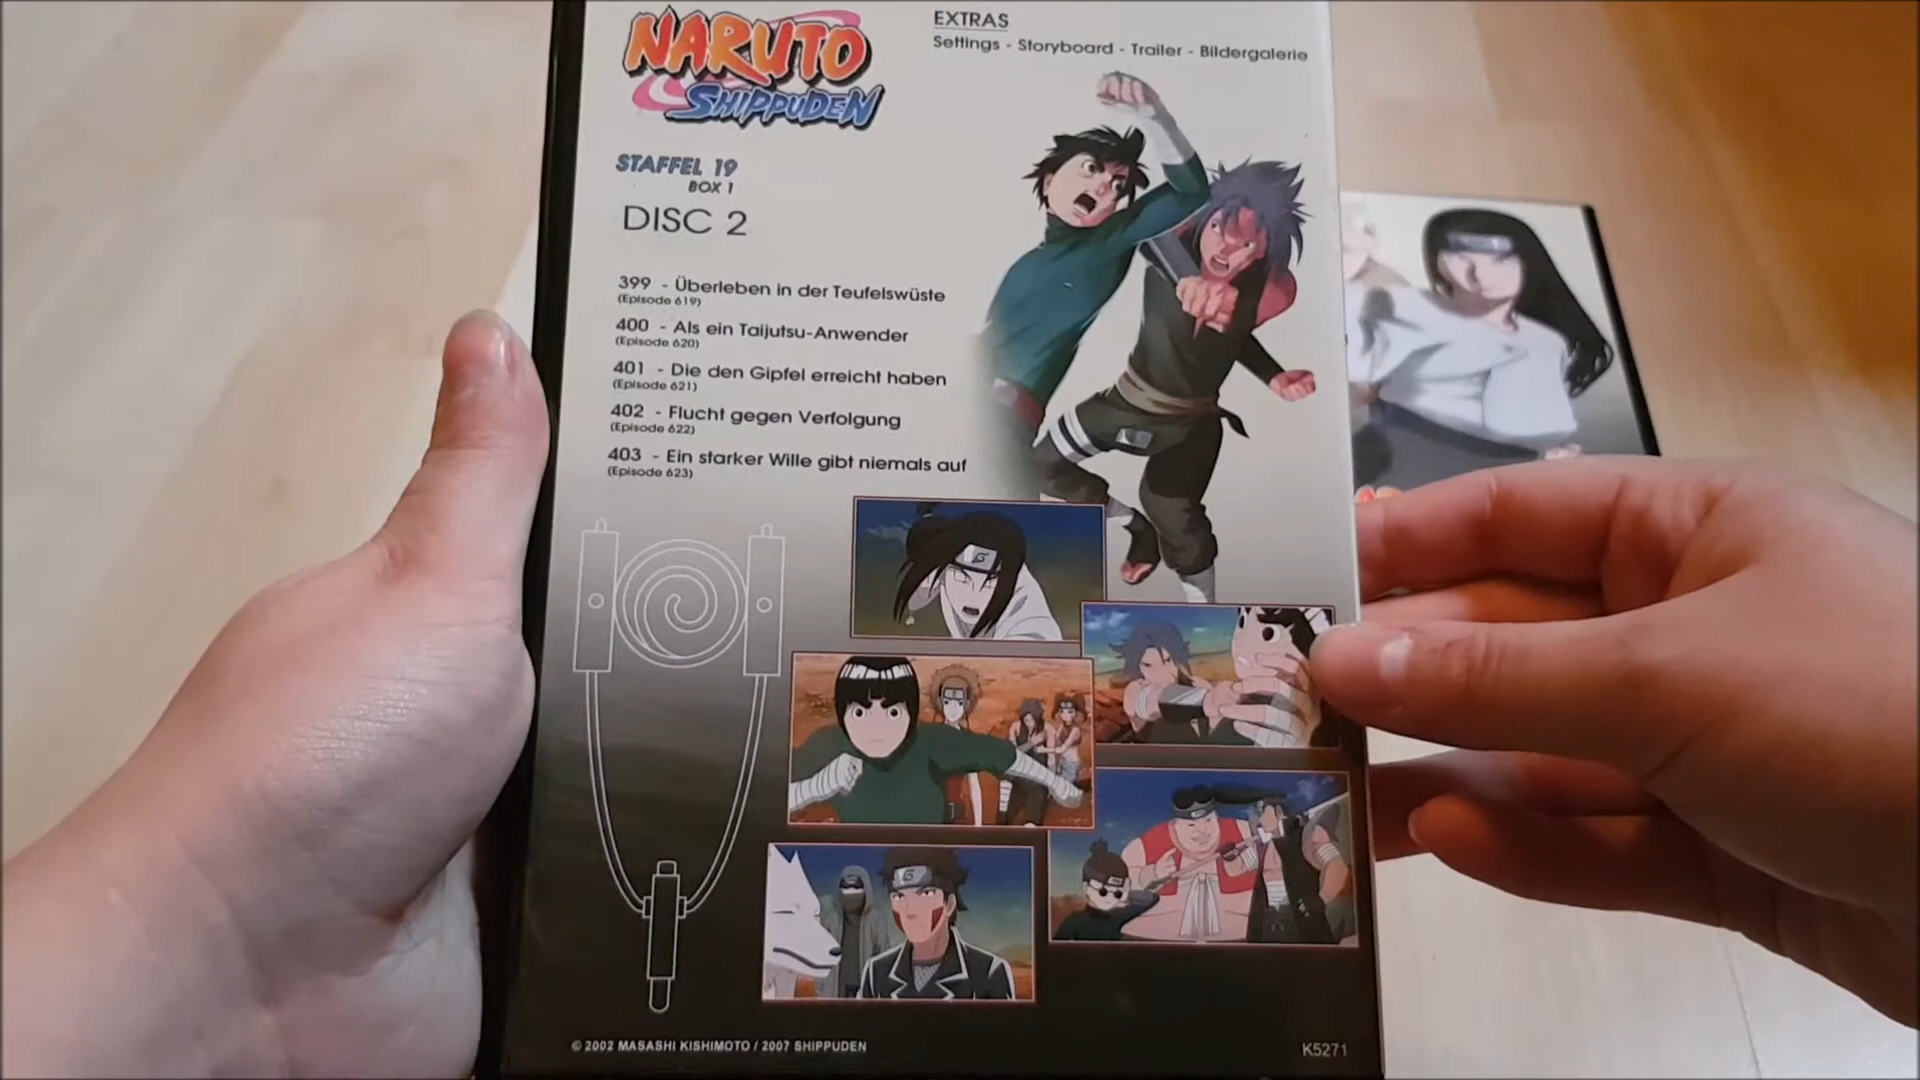 NARUTO
SHIPPUDEN
EXTRAS
Settings - Storyboard - Trailer - Bildergalerie
STAFFEL 19
BOX 1
DISC 2
399 - Überleben in der Teufelswüste
(Episode 619)
400 - Als ein Taijutsu-Anwender
(Episode 620)
401 - Die den Gipfel erreicht haben
(Episode 621)
402 - Flucht gegen Verfolgung
(Episode 622)
403 - Ein starker Wille gibt niemals auf
(Episode 623)
© 2002 MASASHI KISHIMOTO / 2007 SHIPPUDEN
K5271